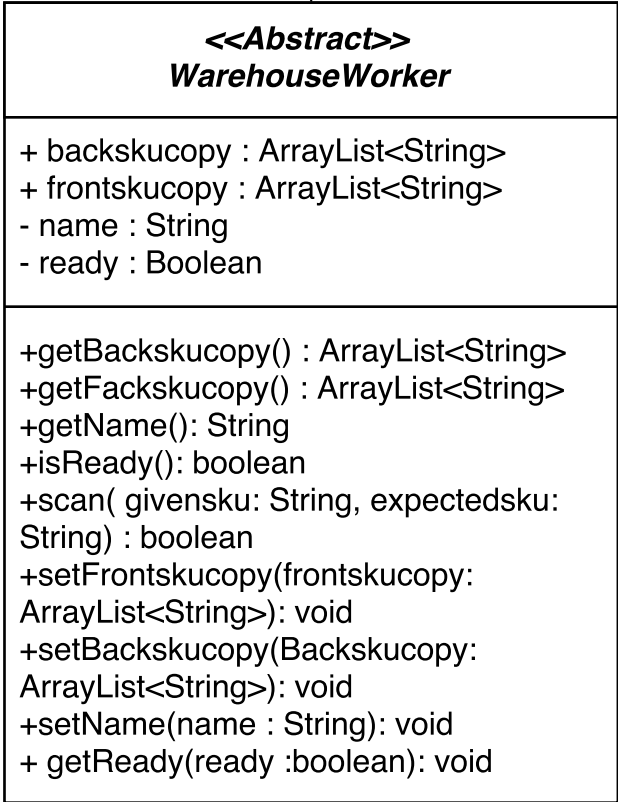 <<Abstract>>
WarehouseWorker
+ backskucopy : ArrayList<String>
+ frontskucopy : ArrayList<String>
- name : String
- ready : Boolean
+getBackskucopy() : ArrayList<String>
+getFackskucopy() : ArrayList<String>
+getName(): String
+isReady(): boolean
+scan( givensku: String, expectedsku:
String) : boolean
+setFrontskucopy(frontskucopy:
ArrayList<String>): void
+setBackskucopy(Backskucopy:
ArrayList<String>): void
+setName(name : String): void
+ getReady(ready :boolean): void